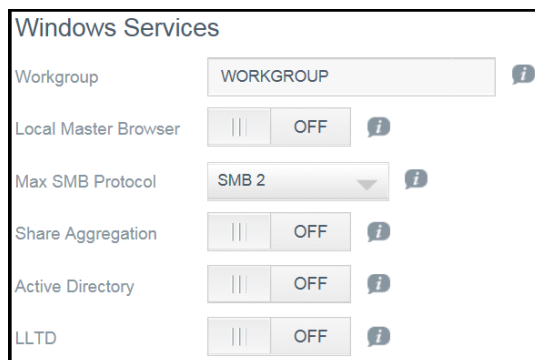 Windows Services
Workgroup WORKGROUP i
Local Master Browser OFF i
Max SMB Protocol SMB 2 i
Share Aggregation OFF i
Active Directory OFF i
LLTD OFF i